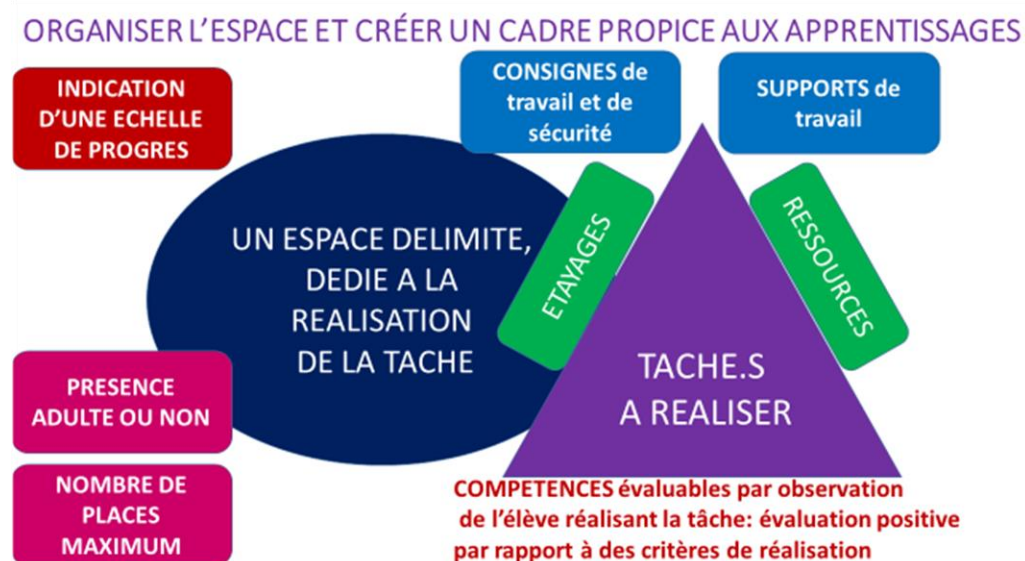 ORGANISER L’ESPACE ET CRÉER UN CADRE PROPICE AUX APPRENTISSAGES
INDICATION
D’UNE ECHELLE
DE PROGRES
CONSIGNES de
travail et de
sécurité
SUPPORTS de
travail
UN ESPACE DELIMITE,
DEDIE A LA
REALISATION
DE LA TACHE
ETAYAGES
RESSOURCES
TACHE.S
A REALISER
PRESENCE
ADULTE OU NON
NOMBRE DE
PLACES
MAXIMUM
COMPETENCES évaluables par observation
de l’élève réalisant la tâche: évaluation positive
par rapport à des critères de réalisation